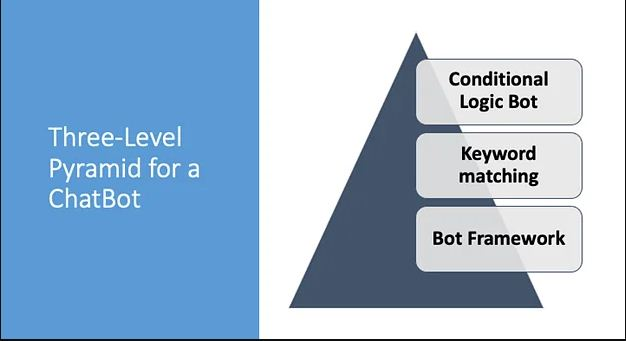 Three-Level
Pyramid for a
ChatBot
Conditional
Logic Bot
Keyword
matching
Bot Framework